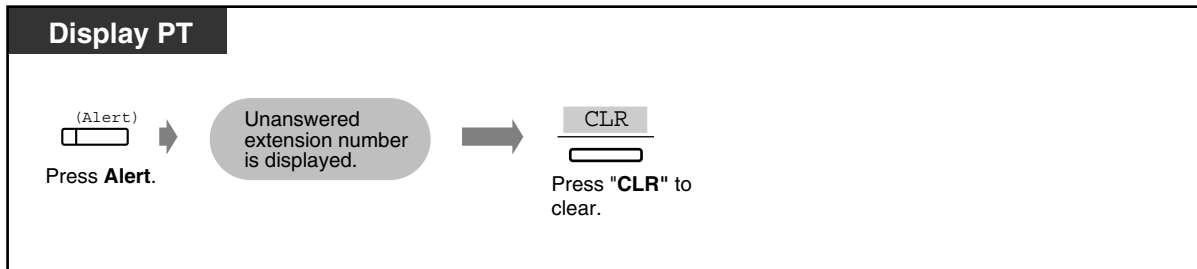 Display PT
(Alert)
Press Alert.
Unanswered
extension number
is displayed.
CLR
Press "CLR" to
clear.